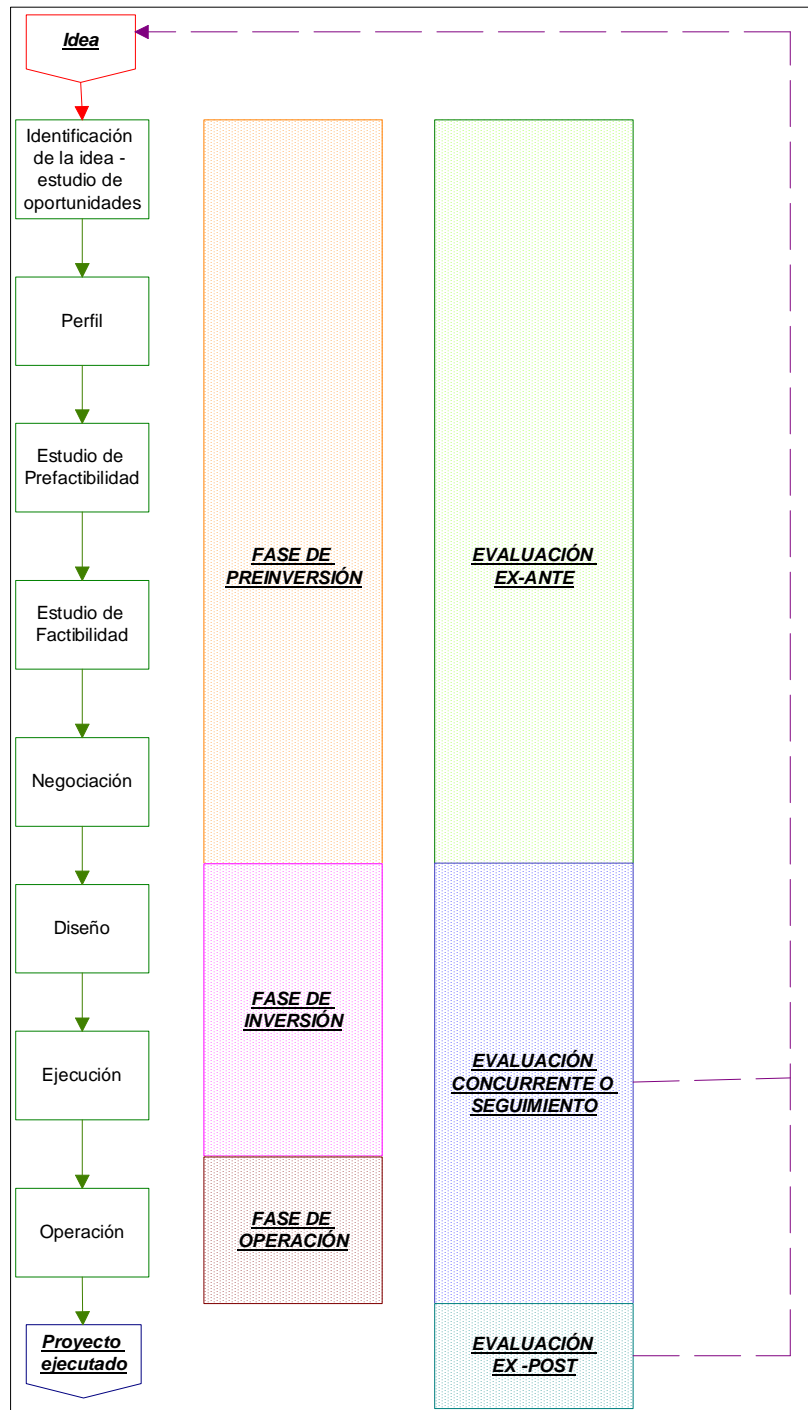 Idea
Identificación
de la idea -
estudio de
oportunidades
Perfil
Estudio de
Prefactibilidad
Estudio de
Factibilidad
Negociación
Diseño
Ejecución
Operación
Proyecto
ejecutado
FASE DE
PREINVERSIÓN
FASE DE
INVERSIÓN
FASE DE
OPERACIÓN
EVALUACIÓN
EX-ANTE
EVALUACIÓN
CONCURRENTE O
SEGUIMIENTO
EVALUACIÓN
EX -POST